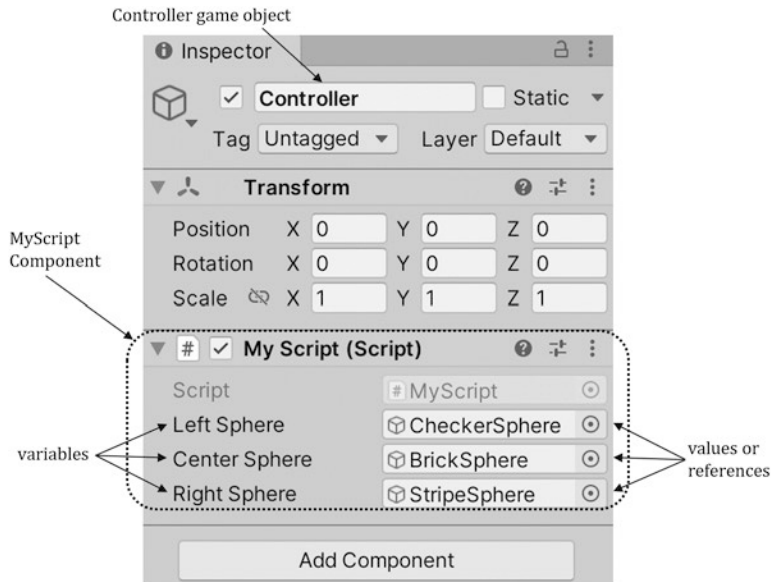 Controller game object
Inspector
Controller
Static
Tag Untagged Layer Default
Transform
Position X 0 Y 0 Z 0
Rotation X 0 Y 0 Z 0
Scale X 1 Y 1 Z 1
MyScript
Component
# My Script (Script)
Script # MyScript
Left Sphere CheckerSphere
Center Sphere BrickSphere
Right Sphere StripeSphere
variables
values or
references
Add Component